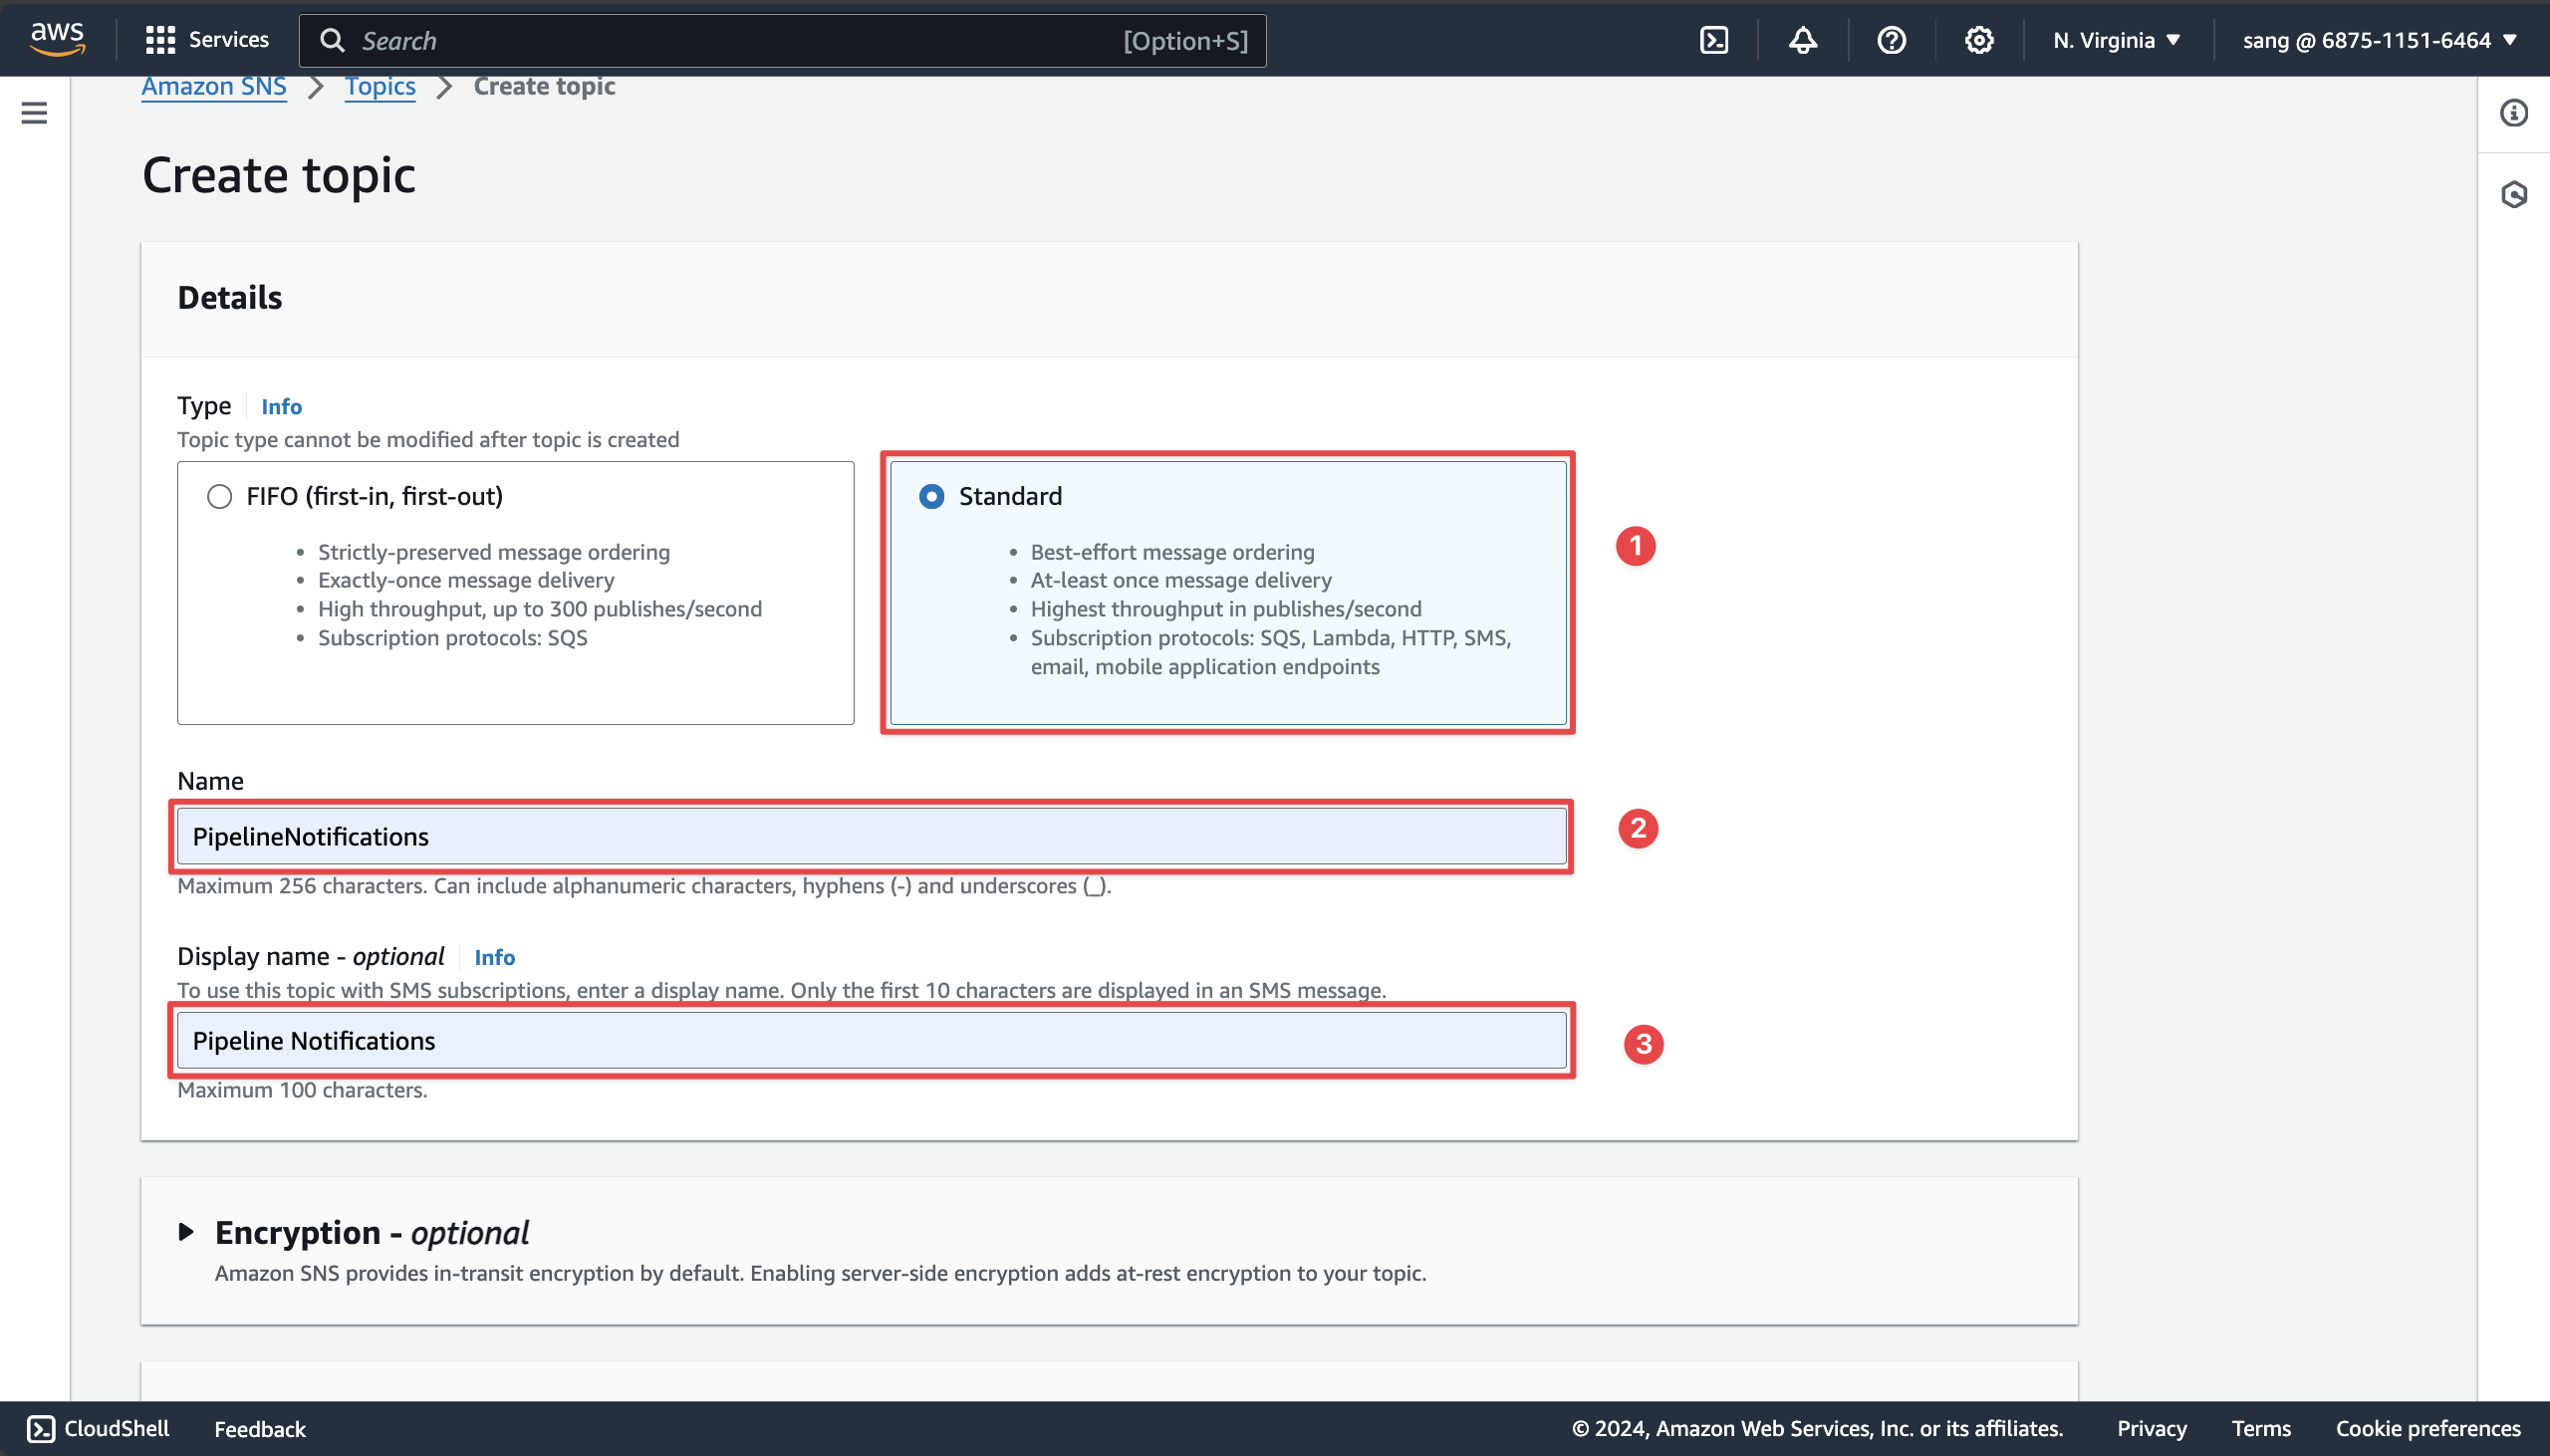 aws
Services
Search
[Option+S]
N. Virginia
sang @ 6875-1151-6464
Amazon SNS
Topics
Create topic
Create topic
Details
Type
Info
Topic type cannot be modified after topic is created
FIFO (first-in, first-out)
Strictly-preserved message ordering
Exactly-once message delivery
High throughput, up to 300 publishes/second
Subscription protocols: SQS
Standard
Best-effort message ordering
At-least once message delivery
Highest throughput in publishes/second
Subscription protocols: SQS, Lambda, HTTP, SMS,
email, mobile application endpoints
1
Name
PipelineNotifications
2
Maximum 256 characters. Can include alphanumeric characters, hyphens (-) and underscores (_).
Display name - optional
Info
To use this topic with SMS subscriptions, enter a display name. Only the first 10 characters are displayed in an SMS message.
Pipeline Notifications
3
Maximum 100 characters.
Encryption - optional
Amazon SNS provides in-transit encryption by default. Enabling server-side encryption adds at-rest encryption to your topic.
CloudShell
Feedback
© 2024, Amazon Web Services, Inc. or its affiliates.
Privacy
Terms
Cookie preferences